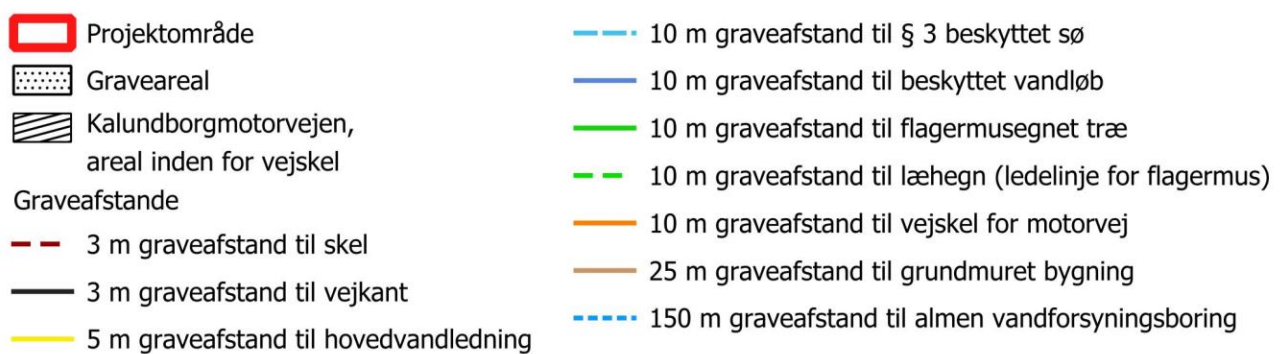 Projektområde
Graveareal
Kalundborgmotorvejen,
areal inden for vejskel
Graveafstande
3 m graveafstand til skel
3 m graveafstand til vejkant
5 m graveafstand til hovedvandledning
10 m graveafstand til § 3 beskyttet sø
10 m graveafstand til beskyttet vandløb
10 m graveafstand til flagermusegnet træ
10 m graveafstand til læhegn (ledelinje for flagermus)
10 m graveafstand til vejskel for motorvej
25 m graveafstand til grundmuret bygning
150 m graveafstand til almen vandforsyningsboring